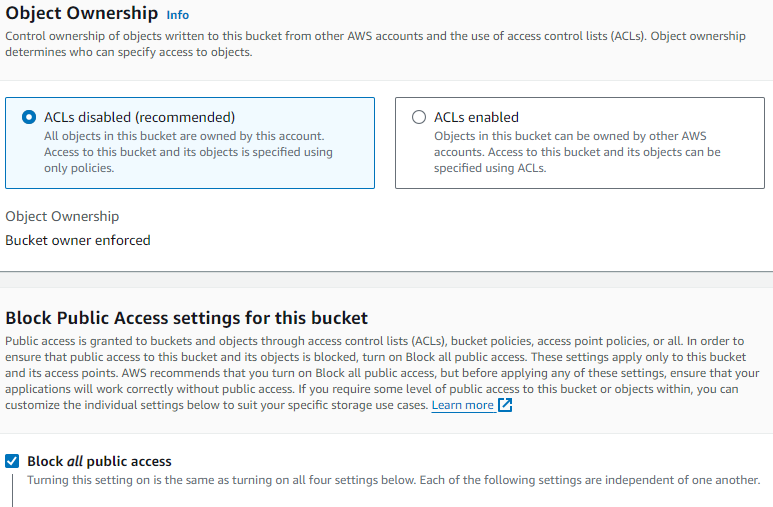 Object Ownership Info
Control ownership of objects written to this bucket from other AWS accounts and the use of access control lists (ACLs). Object ownership
determines who can specify access to objects.
ACLs disabled (recommended)
All objects in this bucket are owned by this account.
Access to this bucket and its objects is specified using
only policies.
ACLs enabled
Objects in this bucket can be owned by other AWS
accounts. Access to this bucket and its objects can be
specified using ACLs.
Object Ownership
Bucket owner enforced
Block Public Access settings for this bucket
Public access is granted to buckets and objects through access control lists (ACLs), bucket policies, access point policies, or all. In order to
ensure that public access to this bucket and its objects is blocked, turn on Block all public access. These settings apply only to this bucket
and its access points. AWS recommends that you turn on Block all public access, but before applying any of these settings, ensure that your
applications will work correctly without public access. If you require some level of public access to this bucket or objects within, you can
customize the individual settings below to suit your specific storage use cases. Learn more
Block all public access
Turning this setting on is the same as turning on all four settings below. Each of the following settings are independent of one another.